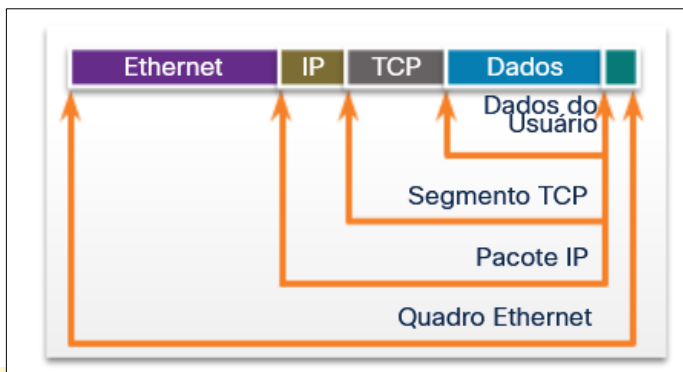 Ethernet IP TCP Dados
Dados do
Usuário
Segmento TCP
Pacote IP
Quadro Ethernet